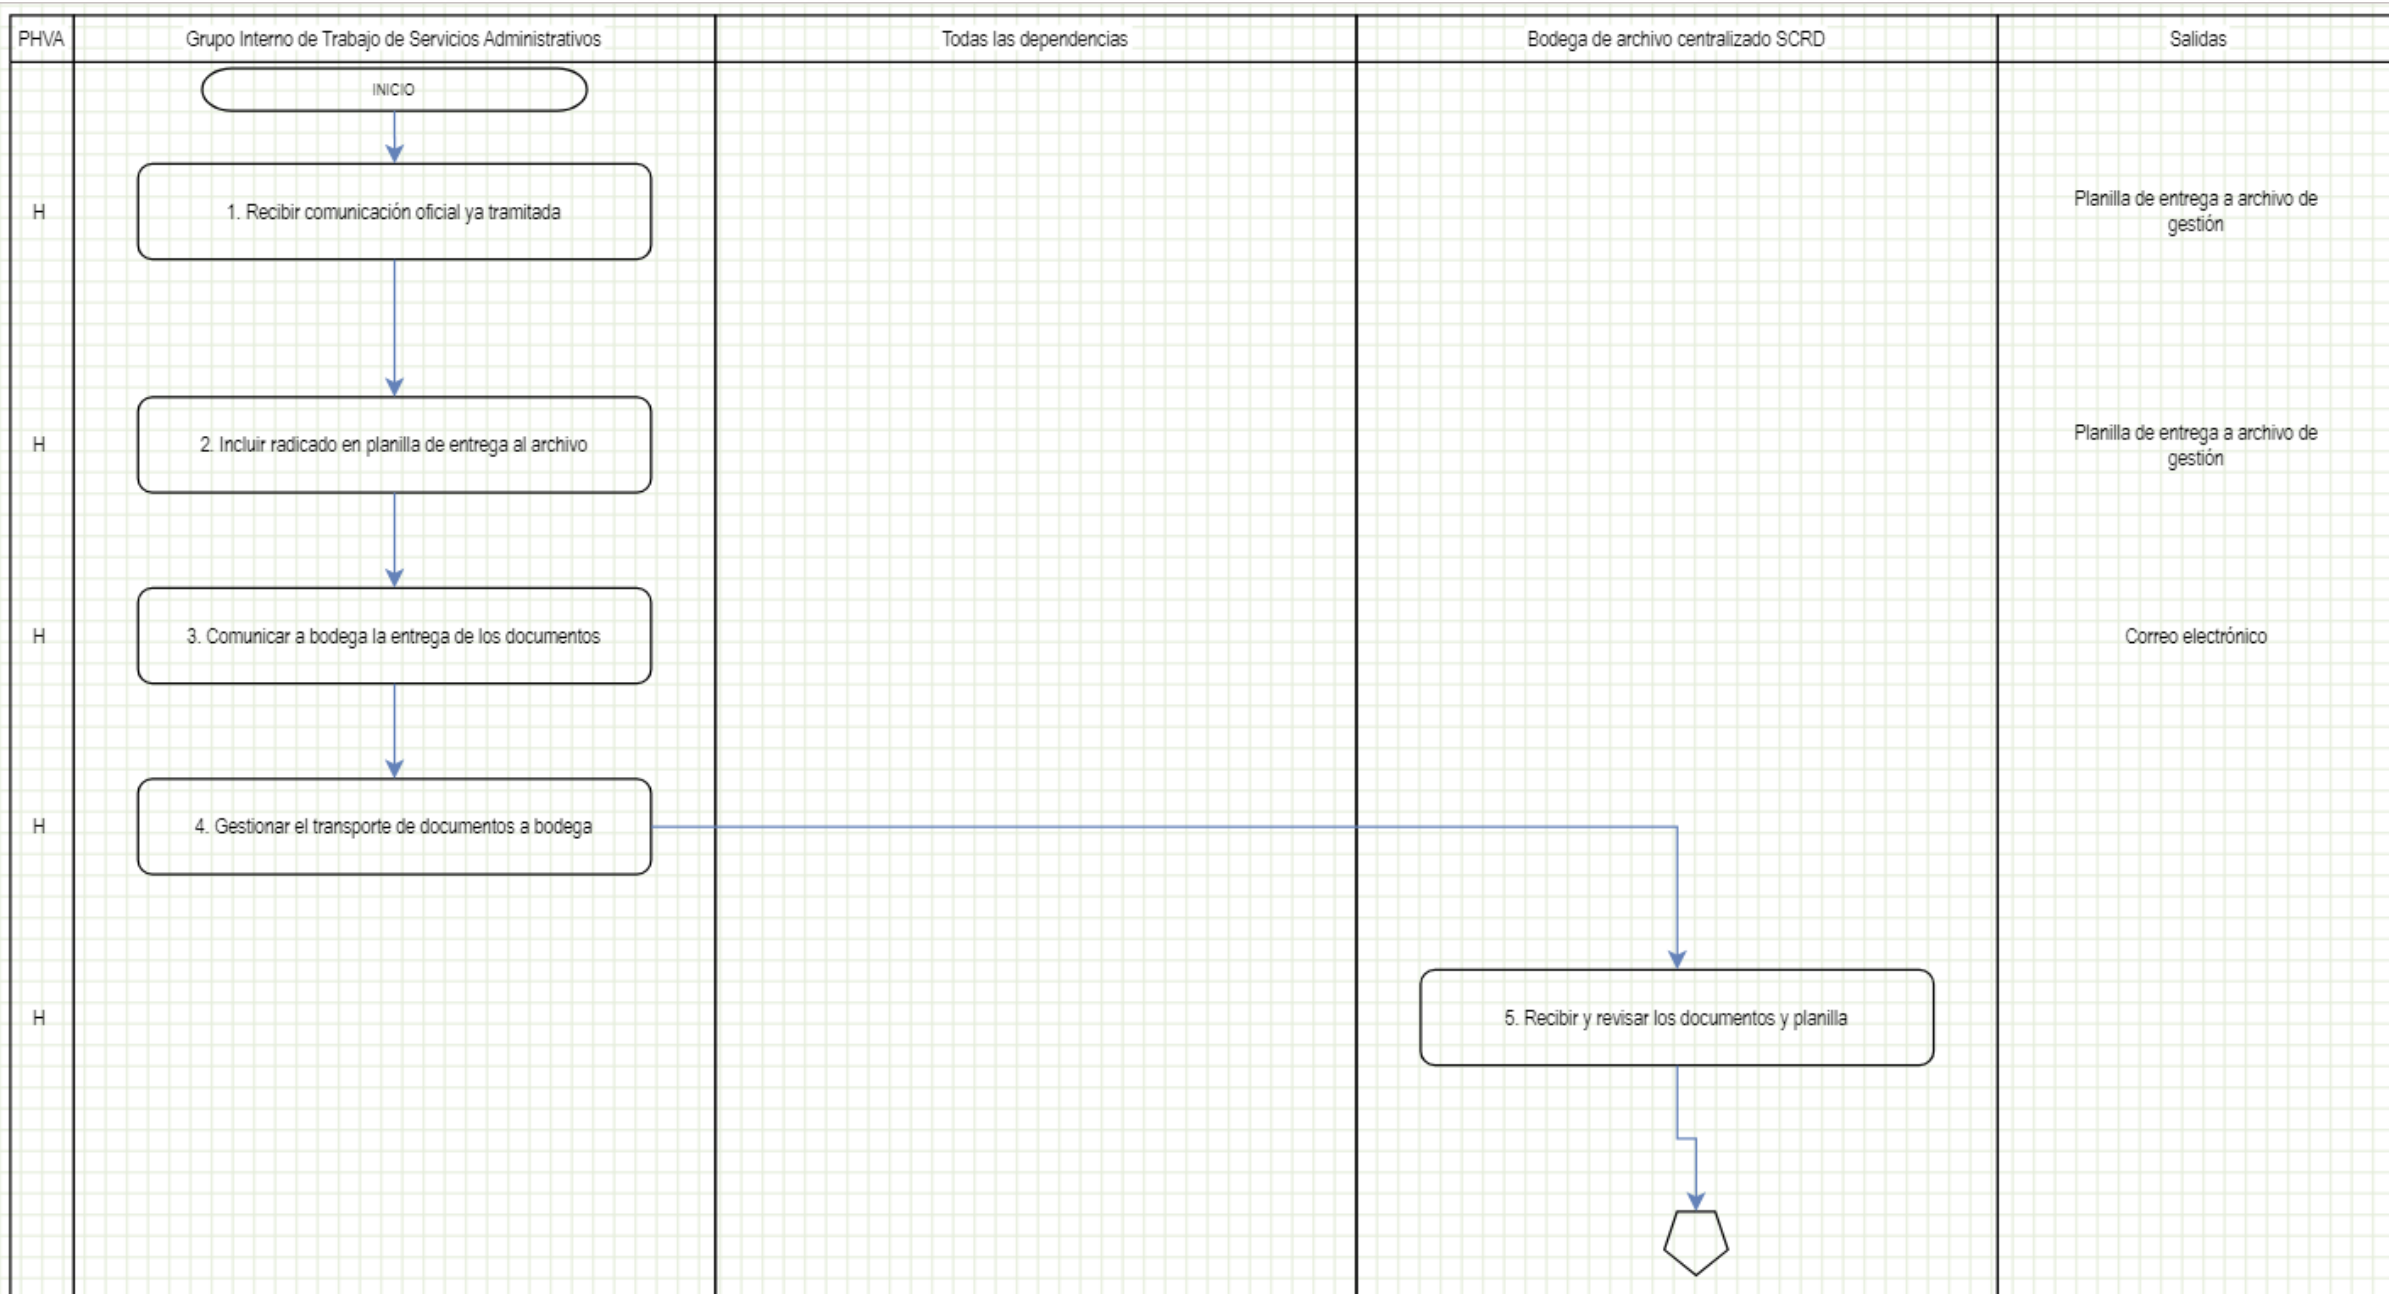 PHVA
Grupo Interno de Trabajo de Servicios Administrativos
Todas las dependencias
Bodega de archivo centralizado SCRD
Salidas
INICIO
H
1. Recibir comunicación oficial ya tramitada
Planilla de entrega a archivo de
gestión
H
2. Incluir radicado en planilla de entrega al archivo
Planilla de entrega a archivo de
gestión
H
3. Comunicar a bodega la entrega de los documentos
Correo electrónico
H
4. Gestionar el transporte de documentos a bodega
H
5. Recibir y revisar los documentos y planilla